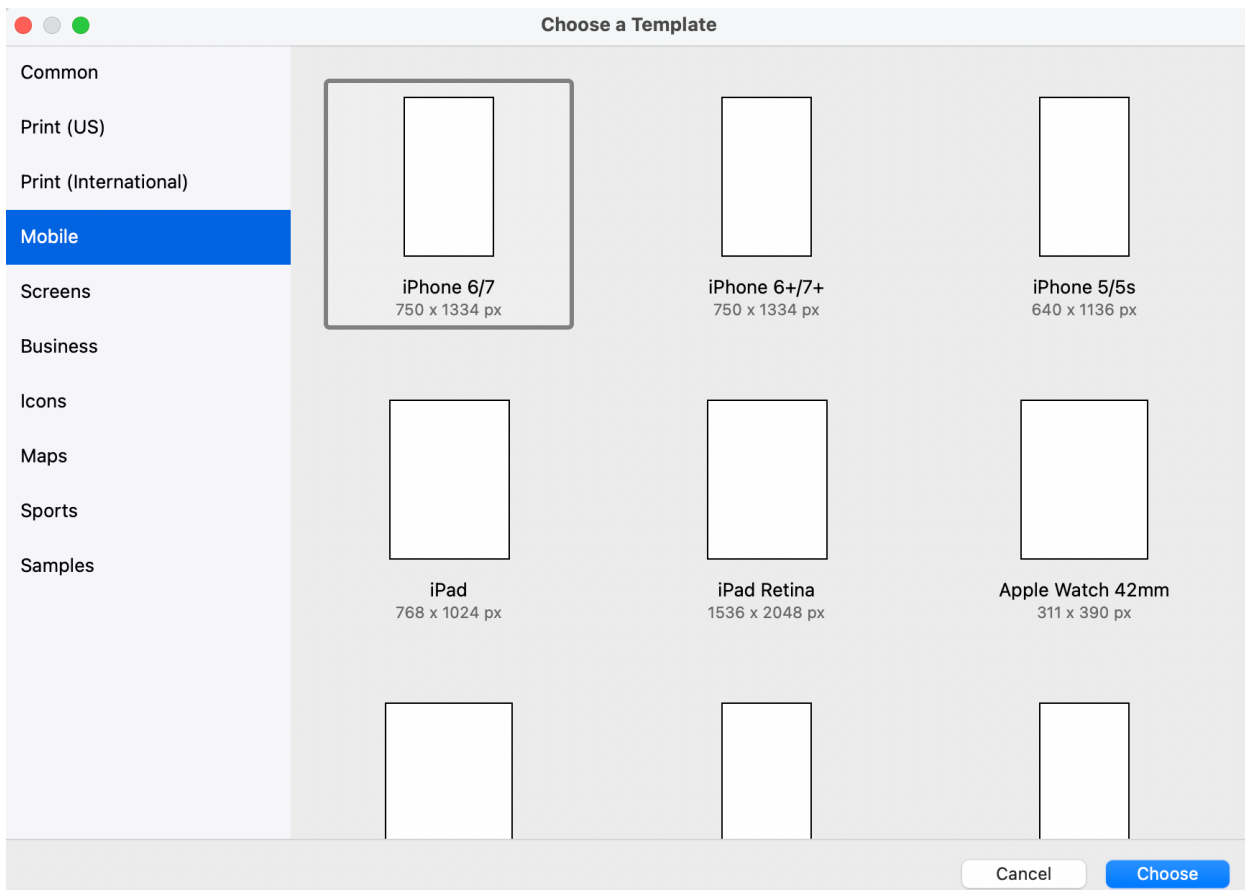 Choose a Template
Common
Print (US)
Print (International)
Mobile
Screens
Business
Icons
Maps
Sports
Samples
iPhone 6/7
750 x 1334 px
iPhone 6+/7+
750 x 1334 px
iPhone 5/5s
640 x 1136 px
iPad
768 x 1024 px
iPad Retina
1536 x 2048 px
Apple Watch 42mm
311 x 390 px
Cancel
Choose